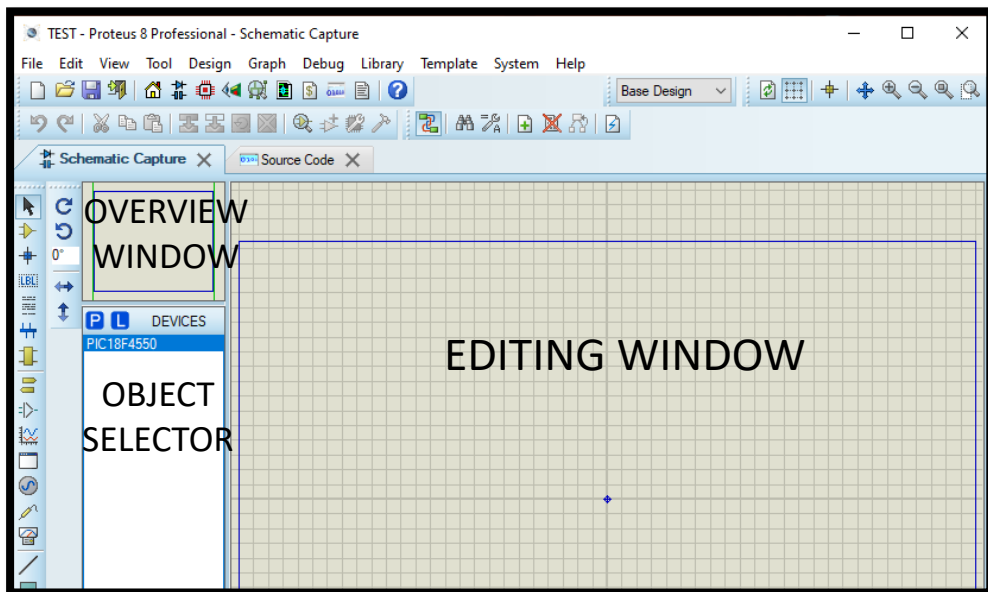 TEST - Proteus 8 Professional - Schematic Capture
File Edit View Tool Design Graph Debug Library Template System Help
Base Design
Schematic Capture
Source Code
OVERVIEW
WINDOW
0°
LBL
P L DEVICES
PIC18F4550
EDITING WINDOW
OBJECT
SELECTOR